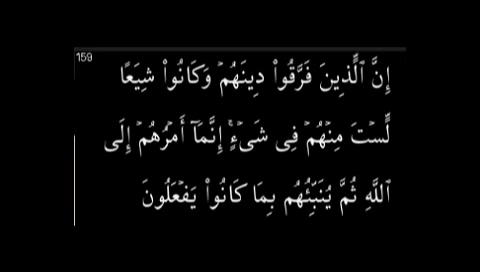 159
إِنَّ ٱلَّذِينَ فَرَّقُوا۟ دِينَهُمْ وَكَانُوا۟ شِيَعًا
لَّسْتَ مِنْهُمْ فِى شَىْءٍ ۚ إِنَّمَآ أَمْرُهُمْ إِلَى
ٱللَّهِ ثُمَّ يُنَبِّئُهُم بِمَا كَانُوا۟ يَفْعَلُونَ